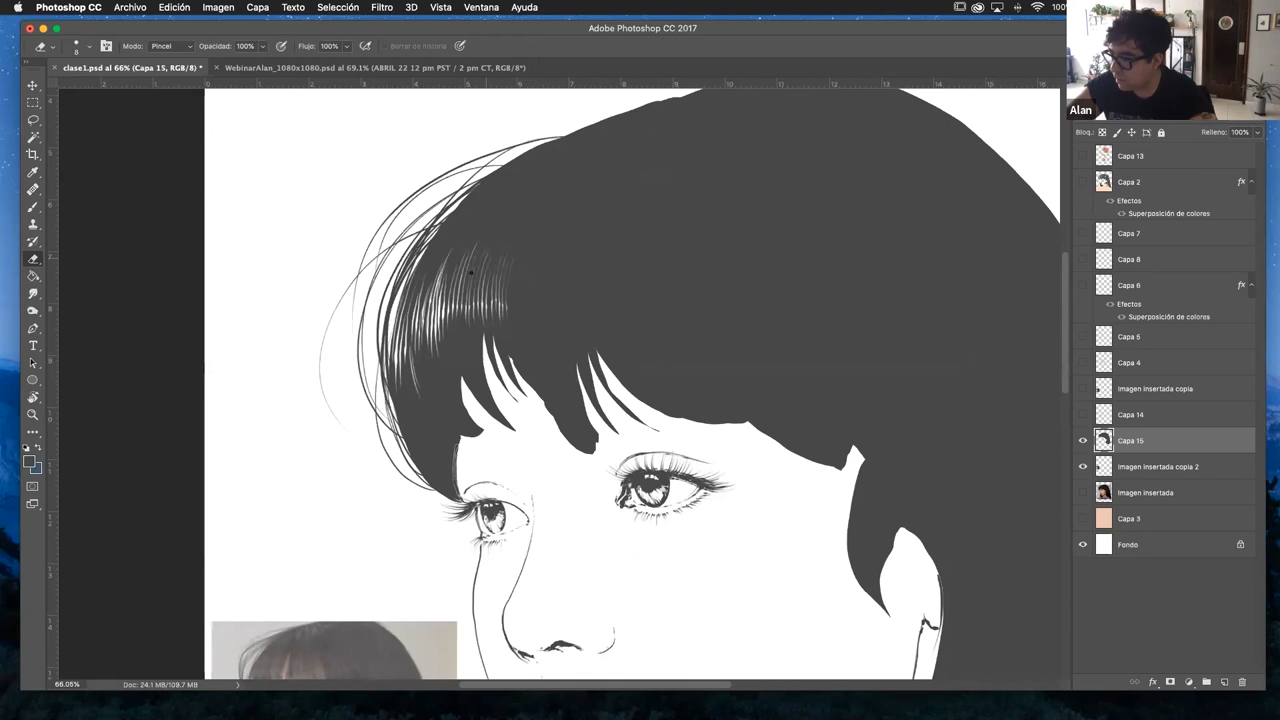 Photoshop CC Archivo Edición Imagen Capa Texto Selección Filtro 3D Vista Ventana Ayuda
Adobe Photoshop CC 2017
8 Modo: Pincel Opacidad: 100% Flujo: 100% Borrar de historia
clase1.psd al 66% (Capa 15, RGB/8) * WebinarAlan_1080x1080.psd al 69.1% (ABRIL 22 12 pm PST / 2 pm CT, RGB/8*)
Alan
Bloq.: Relleno: 100%
Capa 13
Capa 2 fx
Efectos
Superposición de colores
Capa 7
Capa 8
Capa 6 fx
Efectos
Superposición de colores
Capa 5
Capa 4
Imagen insertada copia
Capa 14
Capa 15
Imagen insertada copia 2
Imagen insertada
Capa 3
Fondo
66.05% Doc: 24.1 MB/109.7 MB